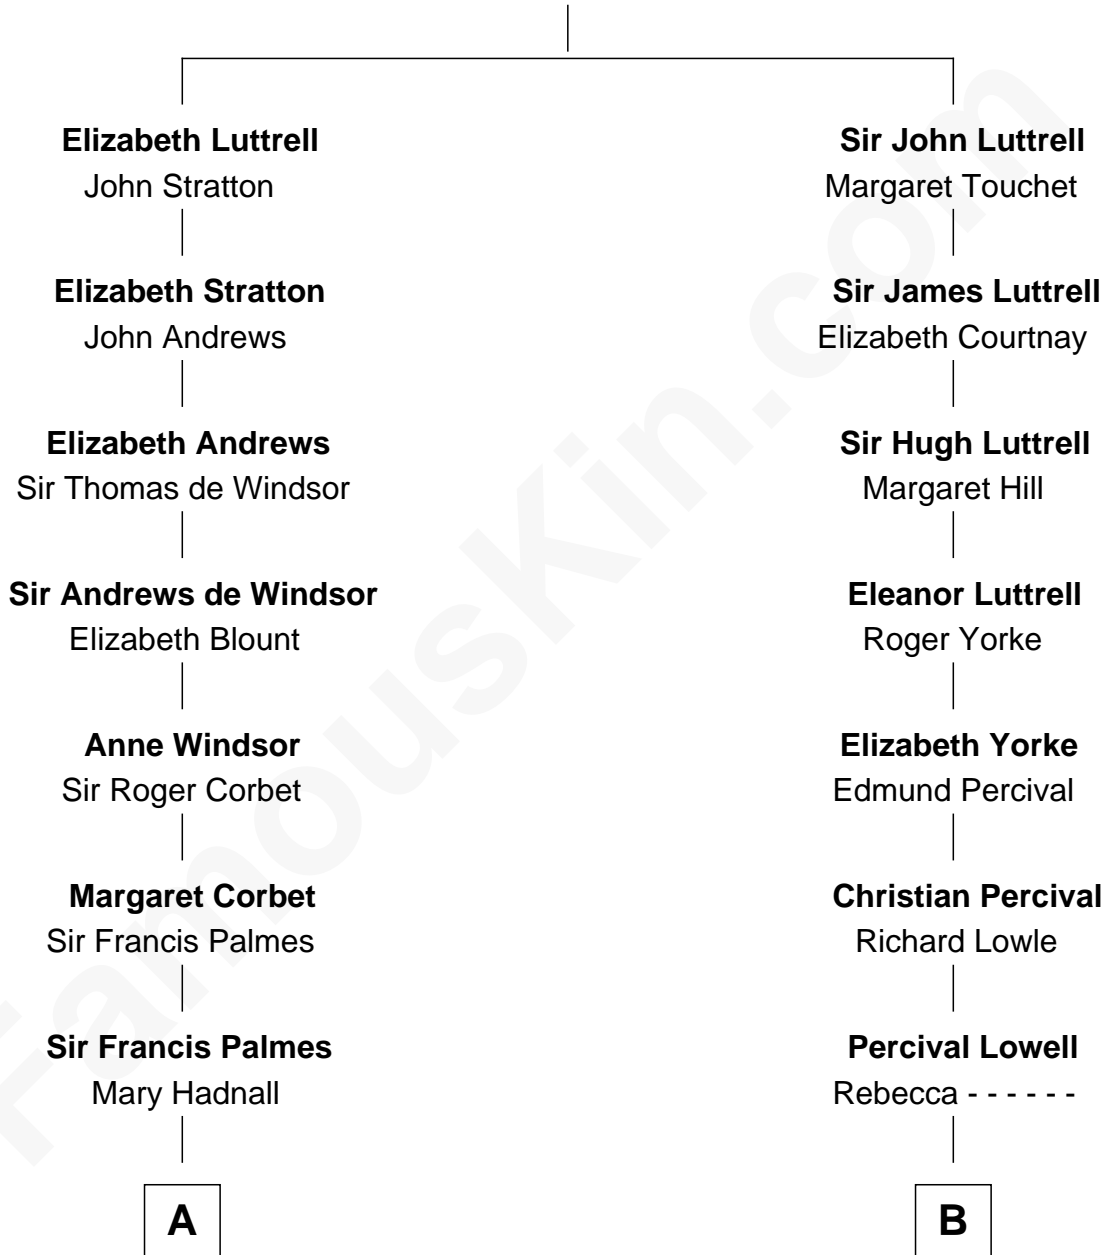 Elizabeth Luttrell
John Stratton
Elizabeth Stratton
John Andrews
Elizabeth Andrews
Sir Thomas de Windsor
Sir Andrews de Windsor
Elizabeth Blount
Anne Windsor
Sir Roger Corbet
Margaret Corbet
Sir Francis Palmes
Sir Francis Palmes
Mary Hadnall
A
Sir John Luttrell
Margaret Touchet
Sir James Luttrell
Elizabeth Courtnay
Sir Hugh Luttrell
Margaret Hill
Eleanor Luttrell
Roger Yorke
Elizabeth Yorke
Edmund Percival
Christian Percival
Richard Lowle
Percival Lowell
Rebecca - - - - - -
B
FamousKin.com